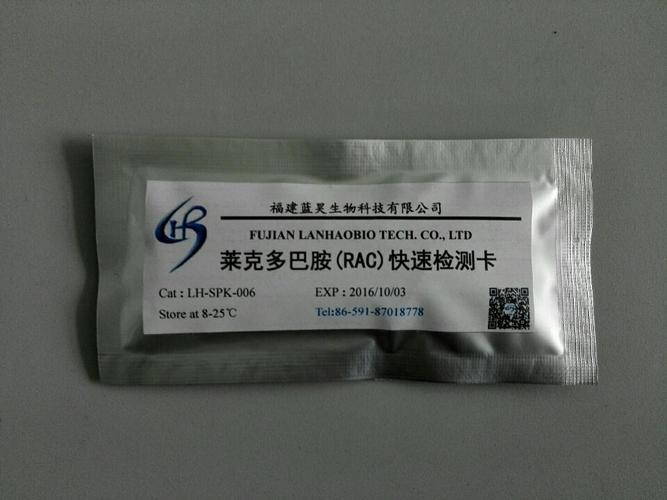 福建蓝昊生物科技有限公司
FUJIAN LANHAOBIO TECH. CO., LTD
莱克多巴胺(RAC)快速检测卡
Cat : LH-SPK-006 EXP : 2016/10/03
Store at 8-25℃ Tel:86-591-87018778